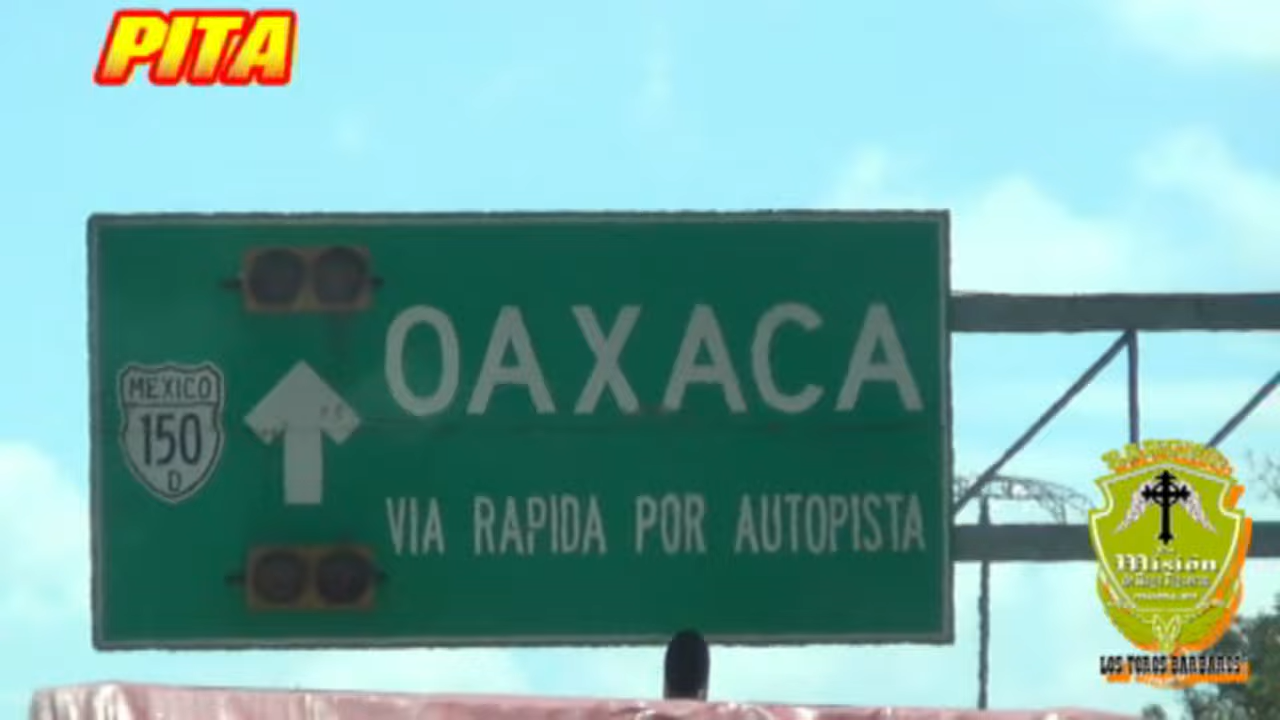 PITA
OAXACA
MEXICO
150
D
VIA RAPIDA POR AUTOPISTA
Misión
LOS TOROS BARBAROS